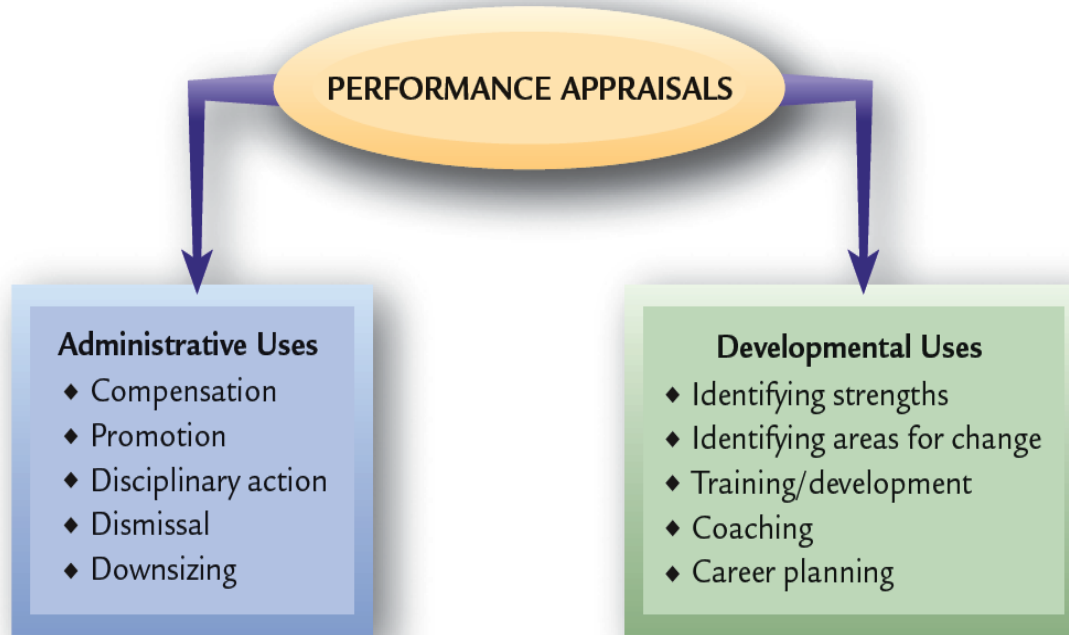 PERFORMANCE APPRAISALS
Administrative Uses
♦ Compensation
♦ Promotion
♦ Disciplinary action
♦ Dismissal
♦ Downsizing
Developmental Uses
♦ Identifying strengths
♦ Identifying areas for change
♦ Training/development
♦ Coaching
♦ Career planning